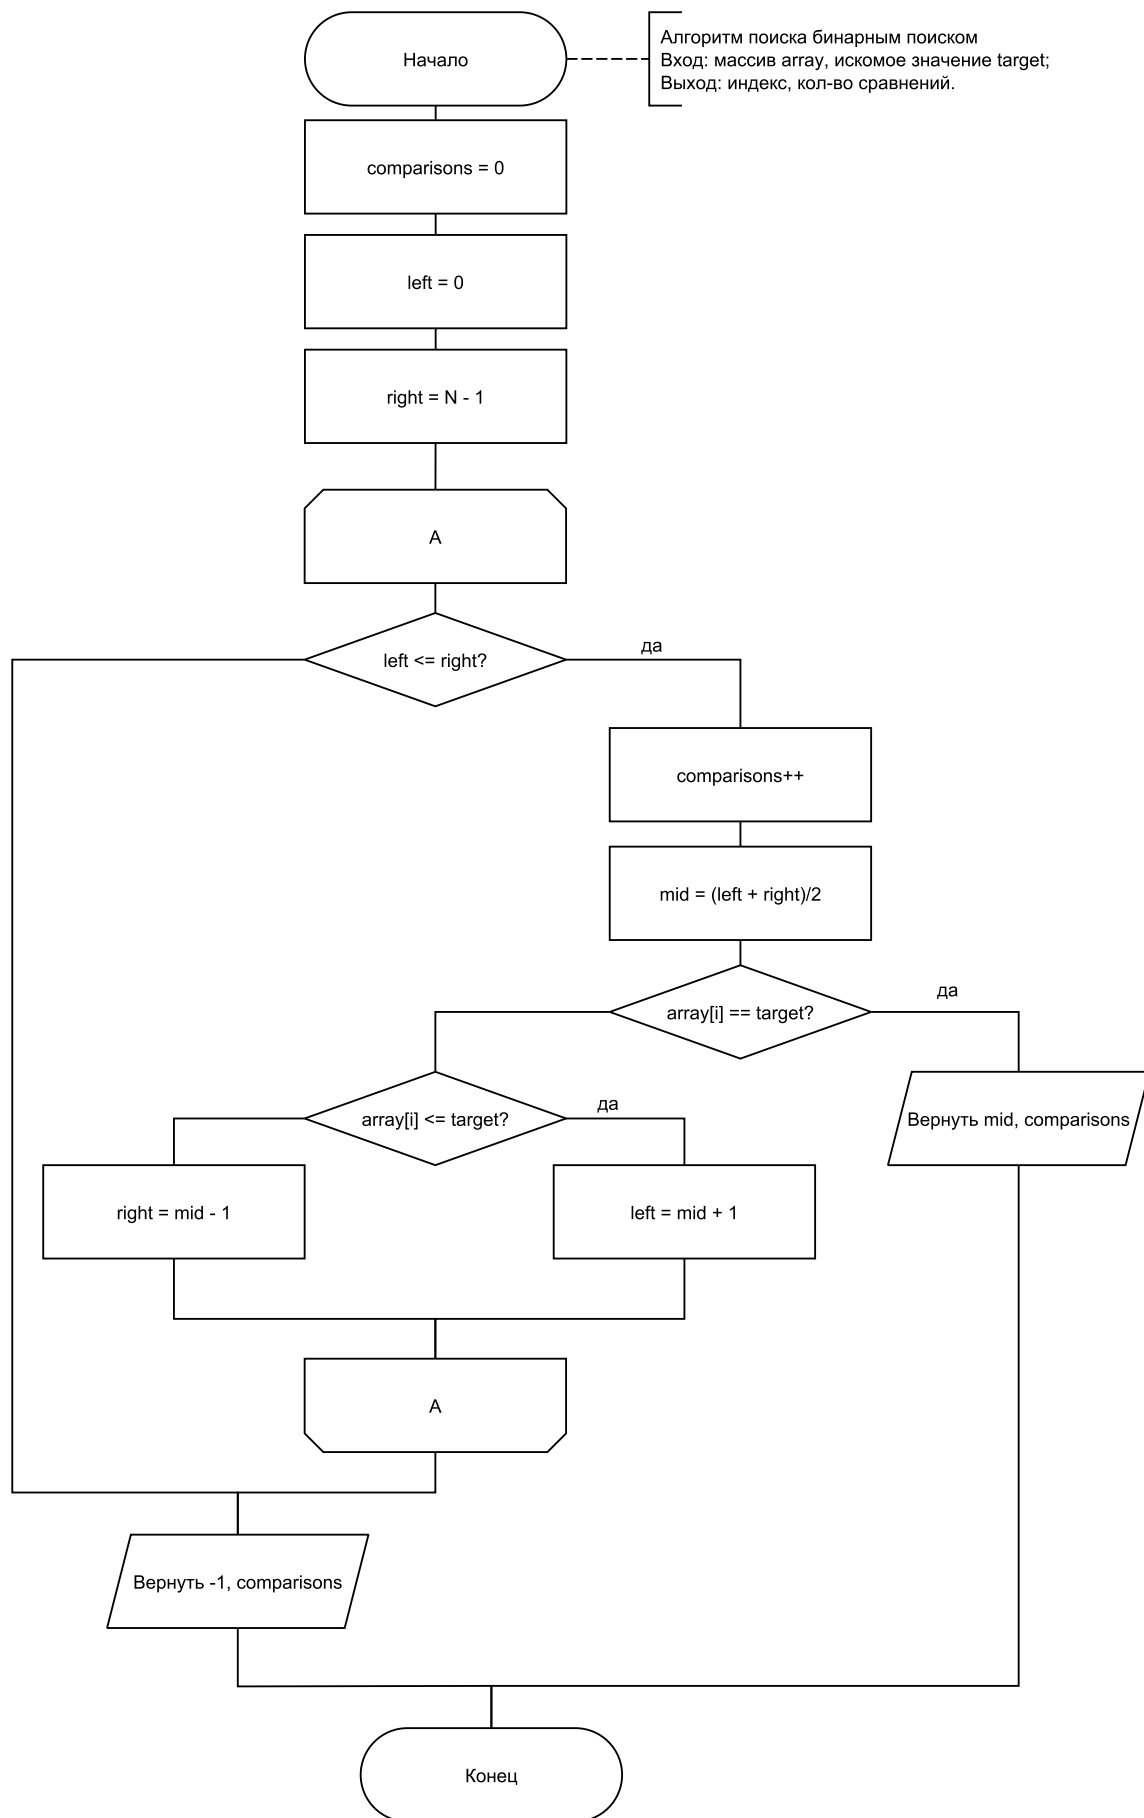 Начало
Алгоритм поиска бинарным поиском
Вход: массив array, искомое значение target;
Выход: индекс, кол-во сравнений.
comparisons = 0
left = 0
right = N - 1
A
left <= right?
да
comparisons++
mid = (left + right)/2
array[i] == target?
да
array[i] <= target?
да
Вернуть mid, comparisons
right = mid - 1
left = mid + 1
A
Вернуть -1, comparisons
Конец